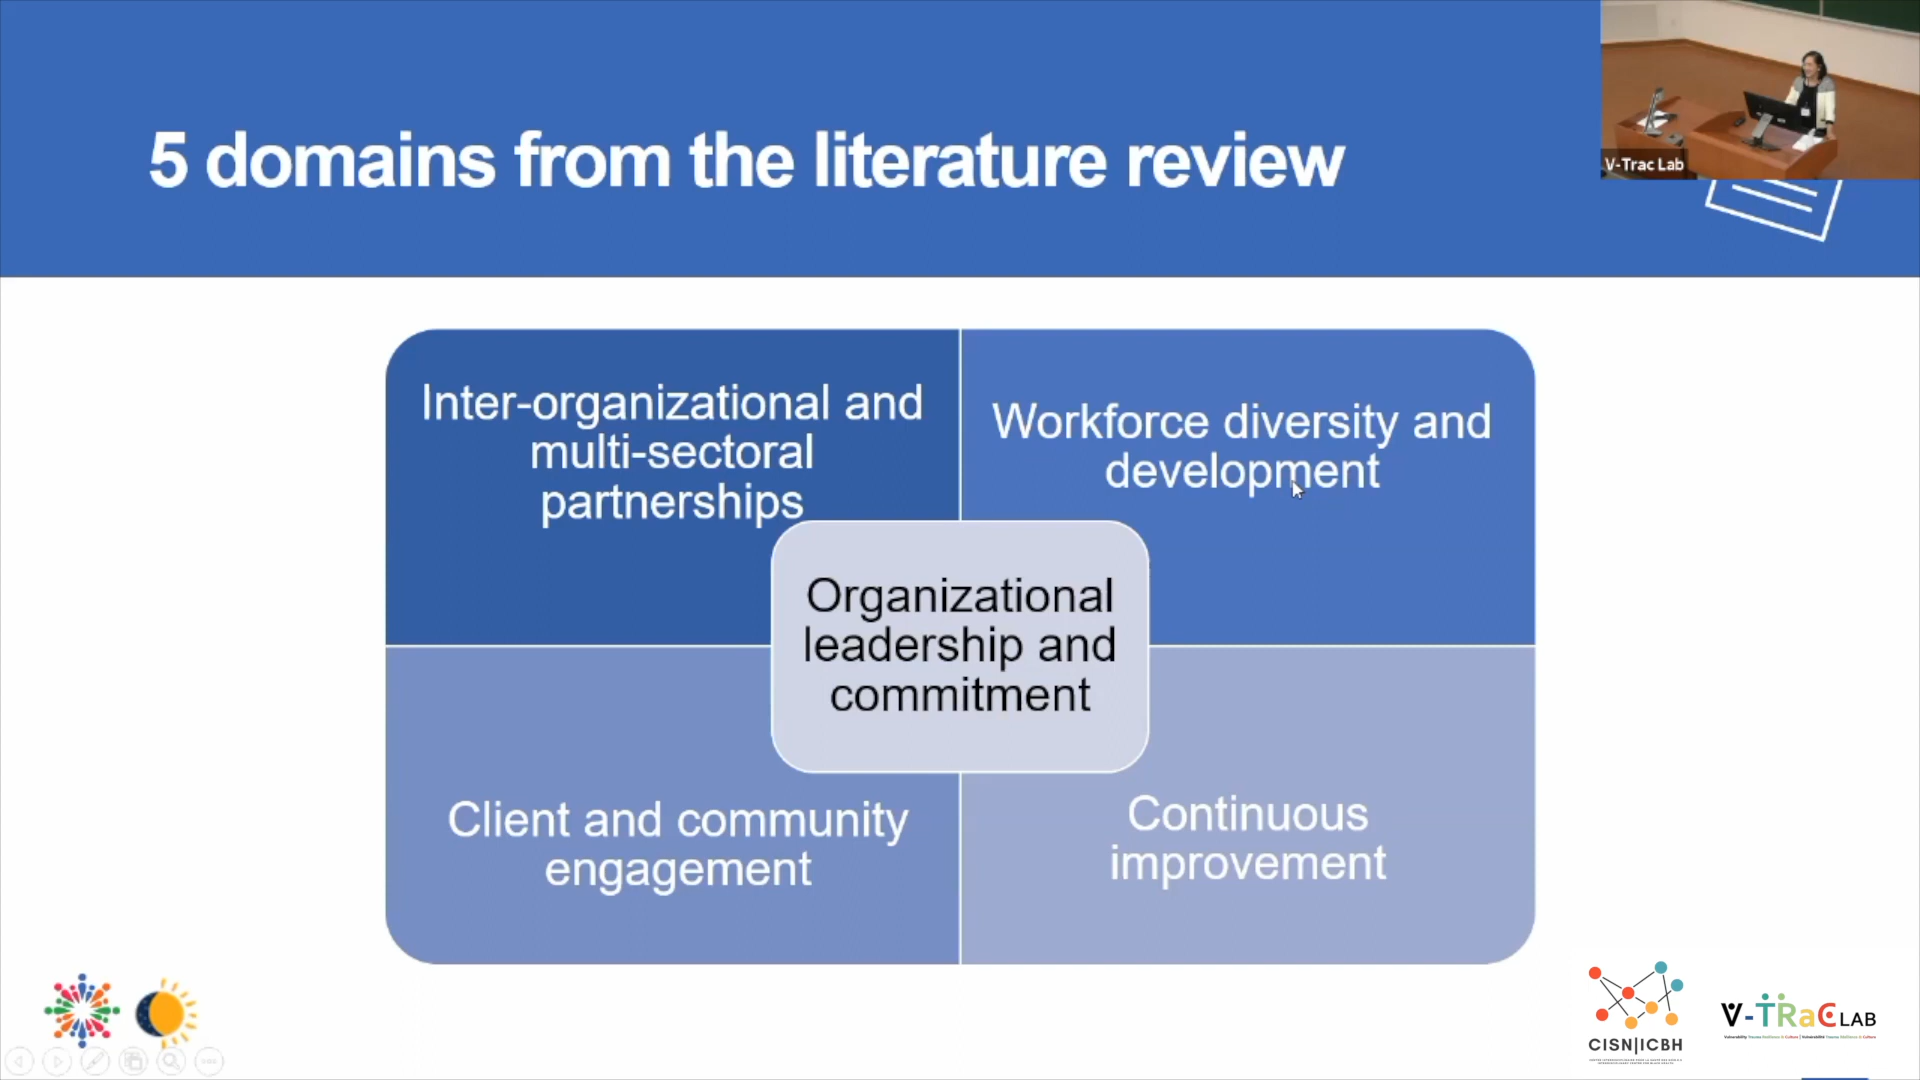 5 domains from the literature review
V-Trac Lab
Inter-organizational and
multi-sectoral
partnerships
Workforce diversity and
development
Organizational
leadership and
commitment
Client and community
engagement
Continuous
improvement
CISN|ICBH
V-TRaC LAB